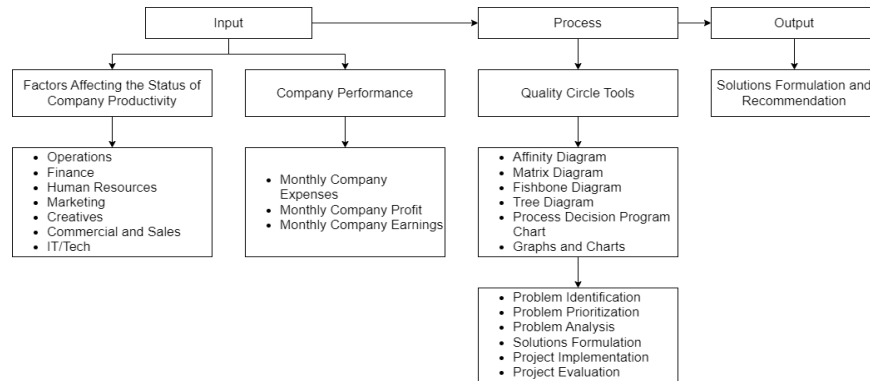 Input
Process
Output
Factors Affecting the Status of
Company Productivity
Company Performance
Quality Circle Tools
Solutions Formulation and
Recommendation
Operations
Finance
Human Resources
Marketing
Creatives
Commercial and Sales
IT/Tech
Monthly Company
Expenses
Monthly Company Profit
Monthly Company Earnings
Affinity Diagram
Matrix Diagram
Fishbone Diagram
Tree Diagram
Process Decision Program
Chart
Graphs and Charts
Problem Identification
Problem Prioritization
Problem Analysis
Solutions Formulation
Project Implementation
Project Evaluation